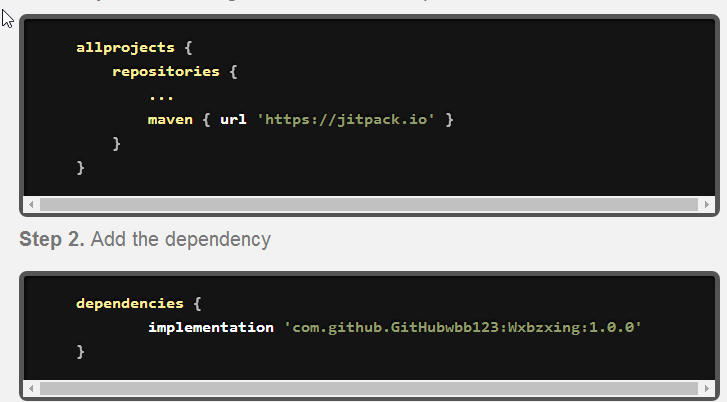 allprojects {
repositories {
...
maven { url 'https://jitpack.io' }
}
}
Step 2. Add the dependency
dependencies {
implementation 'com.github.GitHubwbb123:Wxbzxing:1.0.0'
}